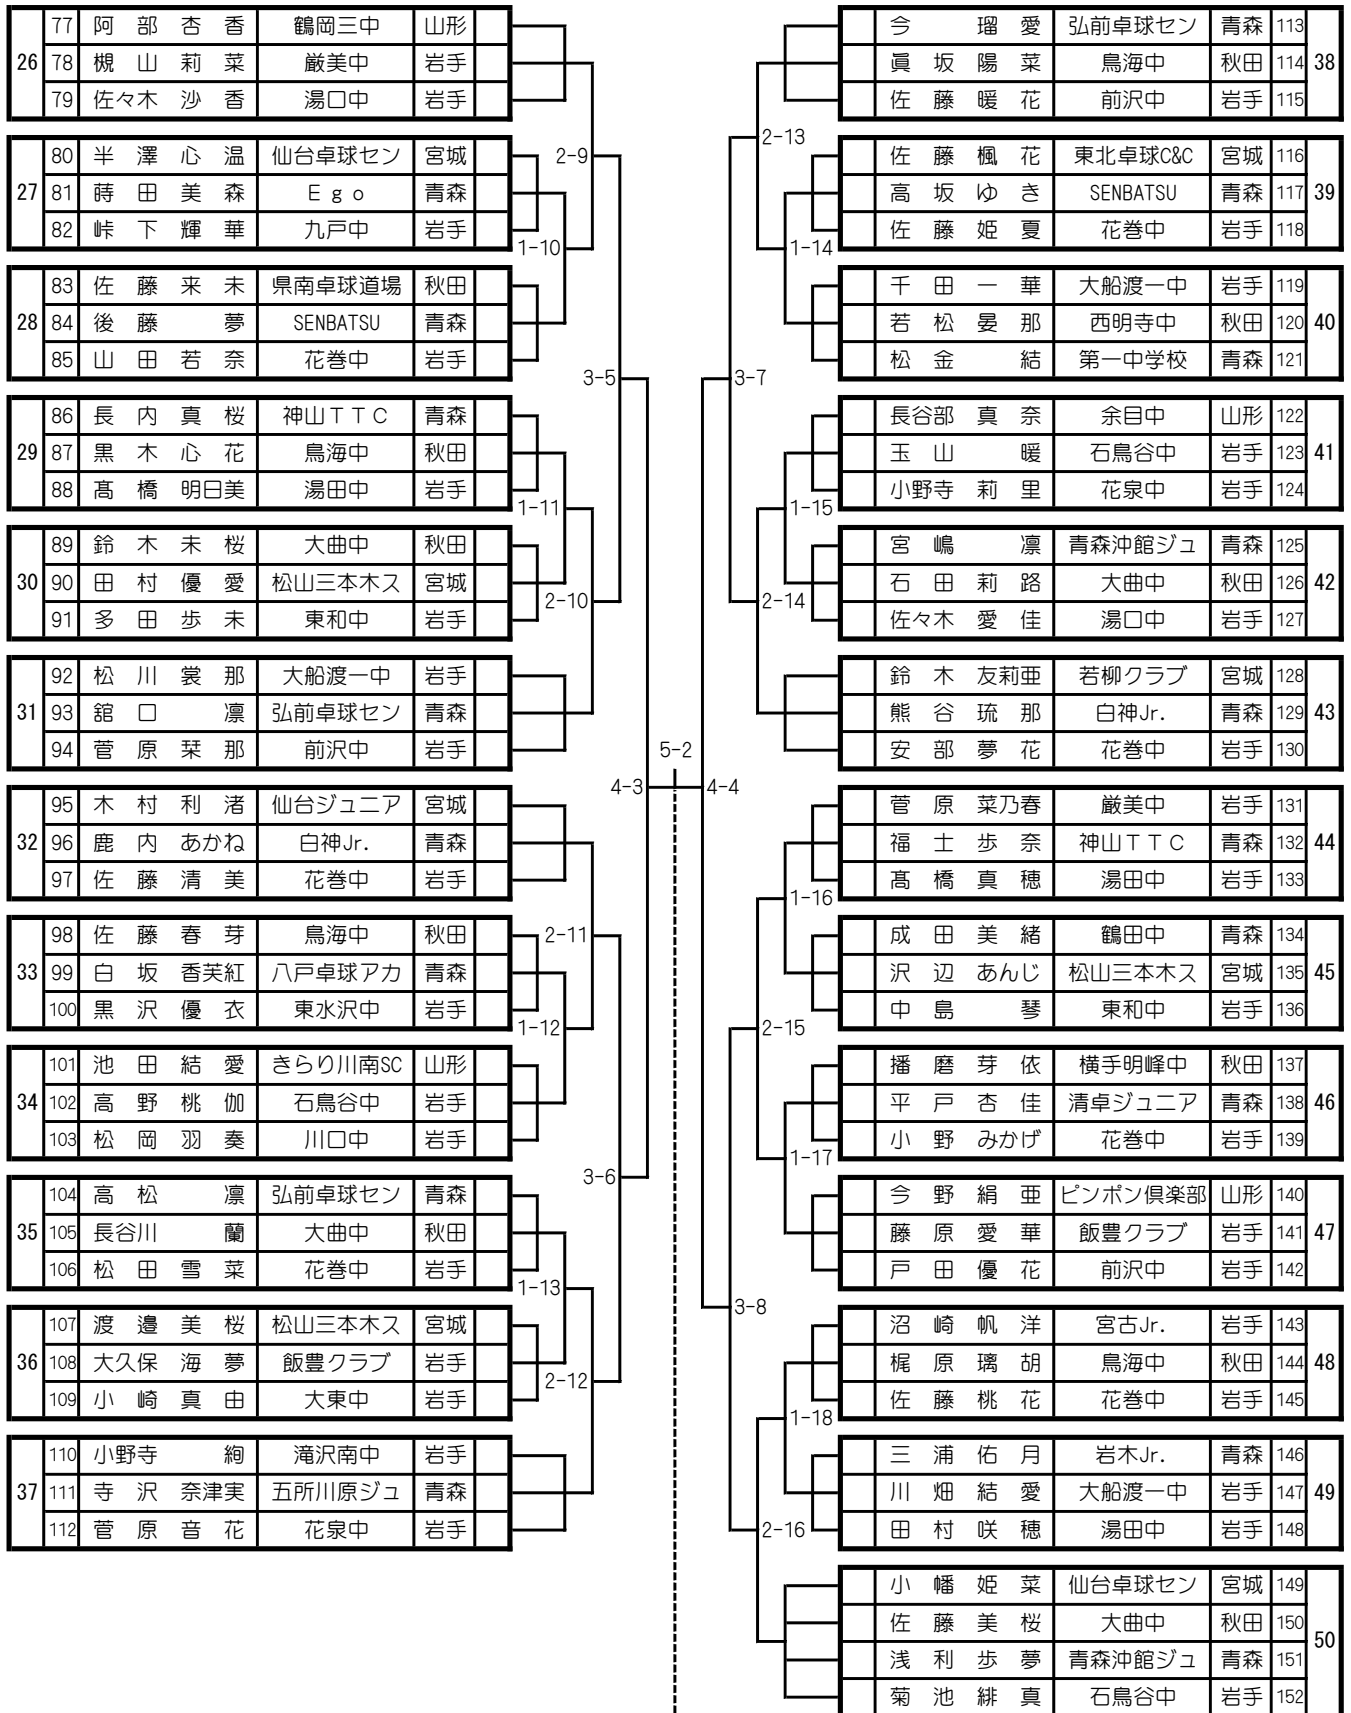 26
77 阿部杏香 鶴岡三中 山形
78 槻山莉菜 厳美中 岩手
79 佐々木沙香 湯口中 岩手
27
80 半澤心温 仙台卓球セン 宮城
81 蒔田美森 Ego 青森
82 峠下輝華 九戸中 岩手
28
83 佐藤来未 県南卓球道場 秋田
84 後藤夢 SENBATSU 青森
85 山田若奈 花巻中 岩手
29
86 長内真桜 神山TTC 青森
87 黒木心花 鳥海中 秋田
88 髙橋明日美 湯田中 岩手
30
89 鈴木未桜 大曲中 秋田
90 田村優愛 松山三本木ス 宮城
91 多田歩未 東和中 岩手
31
92 松川裳那 大船渡一中 岩手
93 舘口凛 弘前卓球セン 青森
94 菅原栞那 前沢中 岩手
32
95 木村利渚 仙台ジュニア 宮城
96 鹿内あかね 白神Jr. 青森
97 佐藤清美 花巻中 岩手
33
98 佐藤春芽 鳥海中 秋田
99 白坂香芙紅 八戸卓球アカ 青森
100 黒沢優衣 東水沢中 岩手
34
101 池田結愛 きらり川南SC 山形
102 高野桃伽 石鳥谷中 岩手
103 松岡羽奏 川口中 岩手
35
104 高松凛 弘前卓球セン 青森
105 長谷川蘭 大曲中 秋田
106 松田雪菜 花巻中 岩手
36
107 渡邉美桜 松山三本木ス 宮城
108 大久保海夢 飯豊クラブ 岩手
109 小崎真由 大東中 岩手
37
110 小野寺絢 滝沢南中 岩手
111 寺沢奈津実 五所川原ジュ 青森
112 菅原音花 花泉中 岩手
2-9
1-10
3-5
1-11
2-10
4-3
2-11
1-12
3-6
1-13
2-12
5-2
4-4
2-13
1-14
3-7
1-15
2-14
1-16
2-15
1-17
3-8
1-18
2-16
今瑠愛 弘前卓球セン 青森 113
眞坂陽菜 鳥海中 秋田 114
佐藤暖花 前沢中 岩手 115
38
佐藤楓花 東北卓球C&C 宮城 116
高坂ゆき SENBATSU 青森 117
佐藤姫夏 花巻中 岩手 118
39
千田一華 大船渡一中 岩手 119
若松晏那 西明寺中 秋田 120
松金結 第一中学校 青森 121
40
長谷部真奈 余目中 山形 122
玉山暖 石鳥谷中 岩手 123
小野寺莉里 花泉中 岩手 124
41
宮嶋凛 青森沖館ジュ 青森 125
石田莉路 大曲中 秋田 126
佐々木愛佳 湯口中 岩手 127
42
鈴木友莉亜 若柳クラブ 宮城 128
熊谷琉那 白神Jr. 青森 129
安部夢花 花巻中 岩手 130
43
菅原菜乃春 厳美中 岩手 131
福士歩奈 神山TTC 青森 132
髙橋真穂 湯田中 岩手 133
44
成田美緒 鶴田中 青森 134
沢辺あんじ 松山三本木ス 宮城 135
中島琴 東和中 岩手 136
45
播磨芽依 横手明峰中 秋田 137
平戸杏佳 清卓ジュニア 青森 138
小野みかげ 花巻中 岩手 139
46
今野絹亜 ピンポン倶楽部 山形 140
藤原愛華 飯豊クラブ 岩手 141
戸田優花 前沢中 岩手 142
47
沼崎帆洋 宮古Jr. 岩手 143
梶原璃胡 鳥海中 秋田 144
佐藤桃花 花巻中 岩手 145
48
三浦佑月 岩木Jr. 青森 146
川畑結愛 大船渡一中 岩手 147
田村咲穂 湯田中 岩手 148
49
小幡姫菜 仙台卓球セン 宮城 149
佐藤美桜 大曲中 秋田 150
浅利歩夢 青森沖館ジュ 青森 151
菊池緋真 石鳥谷中 岩手 152
50